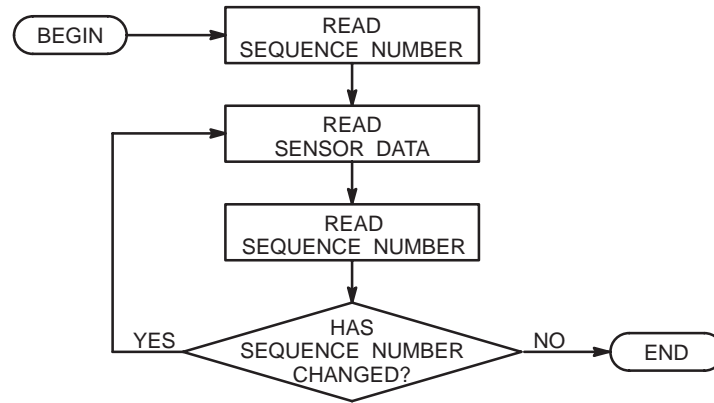 BEGIN
READ
SEQUENCE NUMBER
READ
SENSOR DATA
READ
SEQUENCE NUMBER
YES
HAS
SEQUENCE NUMBER
CHANGED?
NO
END